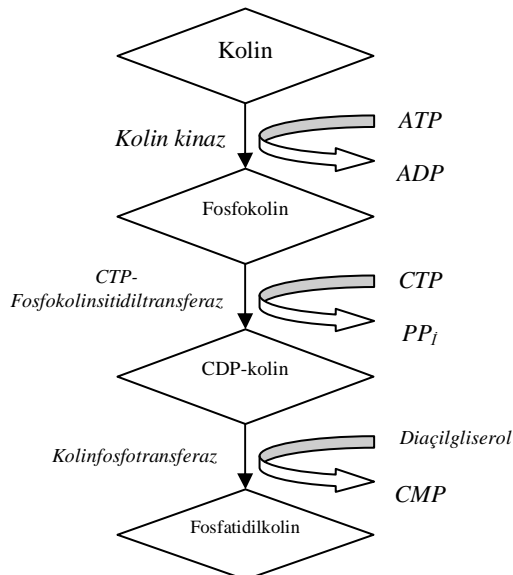 Kolin
Kolin kinaz
ATP
ADP
Fosfokolin
CTP-
Fosfokolinsitidiltransferaz
CTP
PPİ
CDP-kolin
Kolinfosfotransferaz
Diaçilgliserol
CMP
Fosfatidilkolin